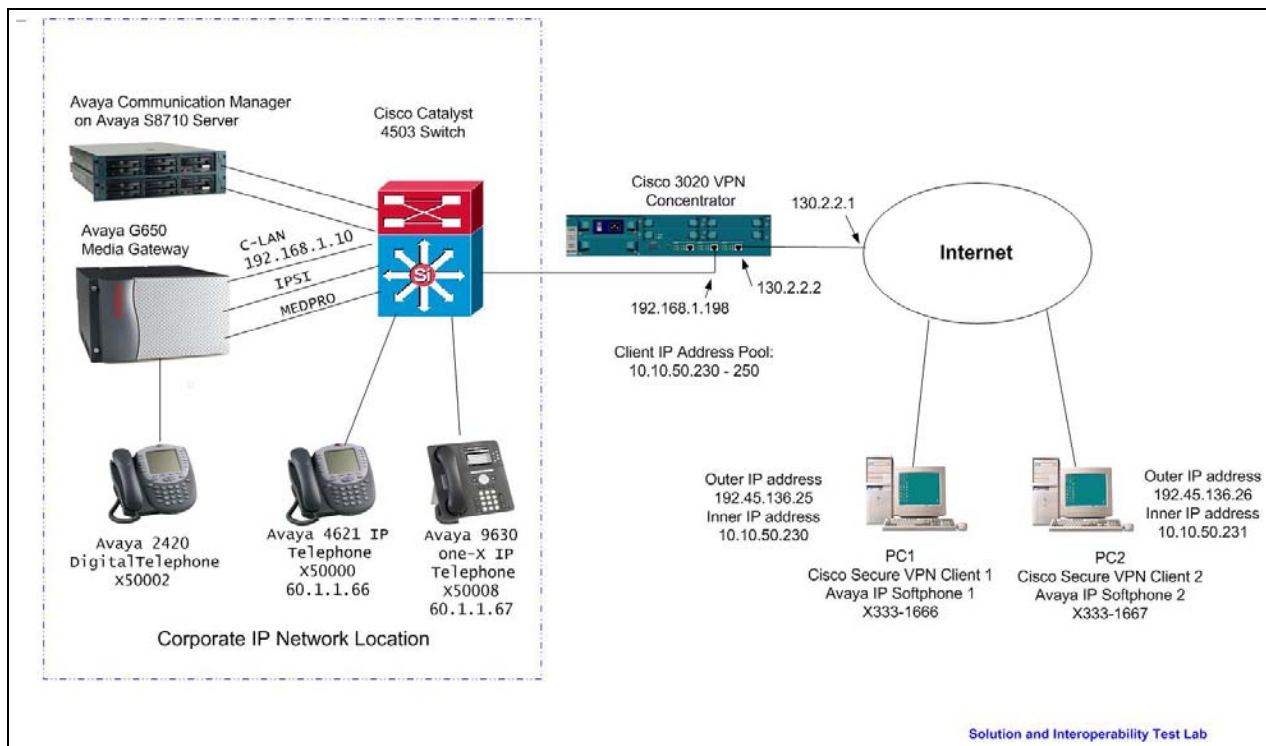 Avaya Communication Manager
on Avaya S8710 Server
Cisco Catalyst
4503 Switch
Avaya G650
Media Gateway
C-LAN
192.168.1.10
IPSI
MEDPRO
Si
Cisco 3020 VPN
Concentrator
130.2.2.1
Internet
130.2.2.2
192.168.1.198
Client IP Address Pool:
10.10.50.230 - 250
Avaya 2420
DigitalTelephone
X50002
Avaya 4621 IP
Telephone
X50000
60.1.1.66
Avaya 9630
one-X IP
Telephone
X50008
60.1.1.67
Corporate IP Network Location
Outer IP address
192.45.136.25
Inner IP address
10.10.50.230
PC1
Cisco Secure VPN Client 1
Avaya IP Softphone 1
X333-1666
Outer IP address
192.45.136.26
Inner IP address
10.10.50.231
PC2
Cisco Secure VPN Client 2
Avaya IP Softphone 2
X333-1667
Solution and Interoperability Test Lab